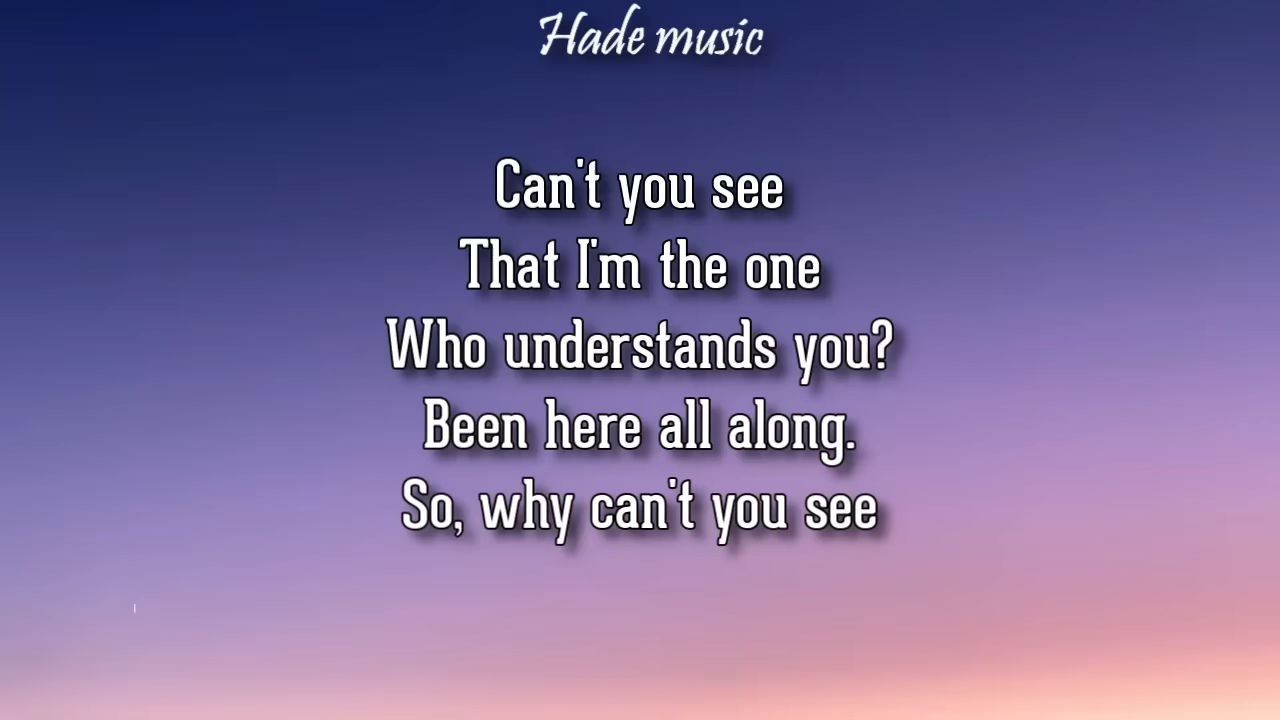 Hade music
Can't you see
That I'm the one
Who understands you?
Been here all along.
So, why can't you see